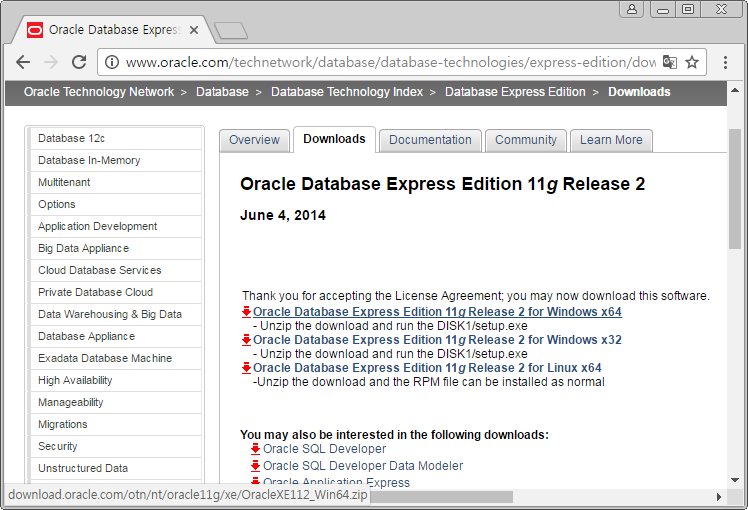 Oracle Database Express
www.oracle.com/technetwork/database/database-technologies/express-edition/dow
Oracle Technology Network > Database > Database Technology Index > Database Express Edition > Downloads
Database 12c
Database In-Memory
Multitenant
Options
Application Development
Big Data Appliance
Cloud Database Services
Private Database Cloud
Data Warehousing & Big Data
Database Appliance
Exadata Database Machine
High Availability
Manageability
Migrations
Security
Unstructured Data
Overview
Downloads
Documentation
Community
Learn More
Oracle Database Express Edition 11g Release 2
June 4, 2014
Thank you for accepting the License Agreement; you may now download this software.
Oracle Database Express Edition 11g Release 2 for Windows x64
- Unzip the download and run the DISK1/setup.exe
Oracle Database Express Edition 11g Release 2 for Windows x32
- Unzip the download and run the DISK1/setup.exe
Oracle Database Express Edition 11g Release 2 for Linux x64
-Unzip the download and the RPM file can be installed as normal
You may also be interested in the following downloads:
Oracle SQL Developer
Oracle SQL Developer Data Modeler
Oracle Application Express
download.oracle.com/otn/nt/oracle11g/xe/OracleXE112_Win64.zip